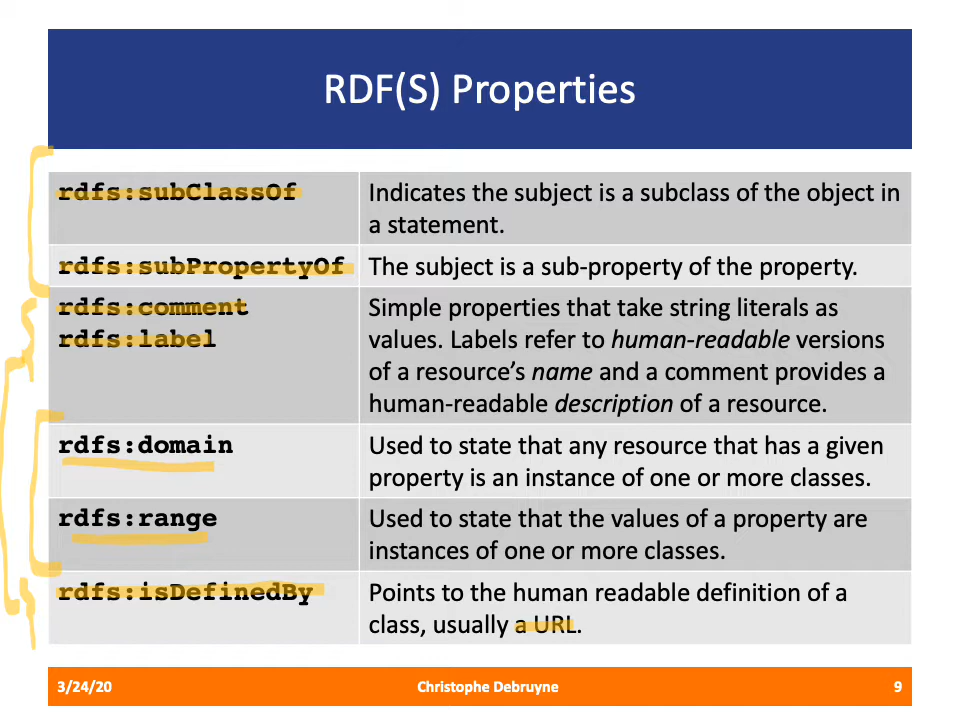 RDF(S) Properties
rdfs:subClassOf
Indicates the subject is a subclass of the object in
a statement.
rdfs:subPropertyOf
The subject is a sub-property of the property.
rdfs:comment
rdfs:label
Simple properties that take string literals as
values. Labels refer to human-readable versions
of a resource’s name and a comment provides a
human-readable description of a resource.
rdfs:domain
Used to state that any resource that has a given
property is an instance of one or more classes.
rdfs:range
Used to state that the values of a property are
instances of one or more classes.
rdfs:isDefinedBy
Points to the human readable definition of a
class, usually a URL.
3/24/20
Christophe Debruyne
9